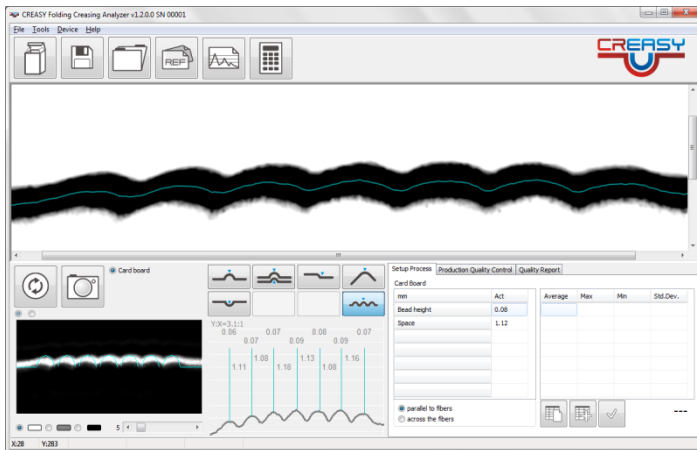 CREASY Folding Creasing Analyzer v1.2.0.0 SN 00001
File Tools Device Help
REF
CREASY
Card board
Y:X=3.1:1
0.06 0.07 0.08 0.07
0.07 0.09 0.09
1.08 1.13 1.16
1.11 1.16 1.08
5
X:28 Y:283
Setup Process Production Quality Control Quality Report
Card Board
mm Act Average Max Min Std.Dev.
Bead height 0.08
Space 1.12
parallel to fibers
across the fibers
---